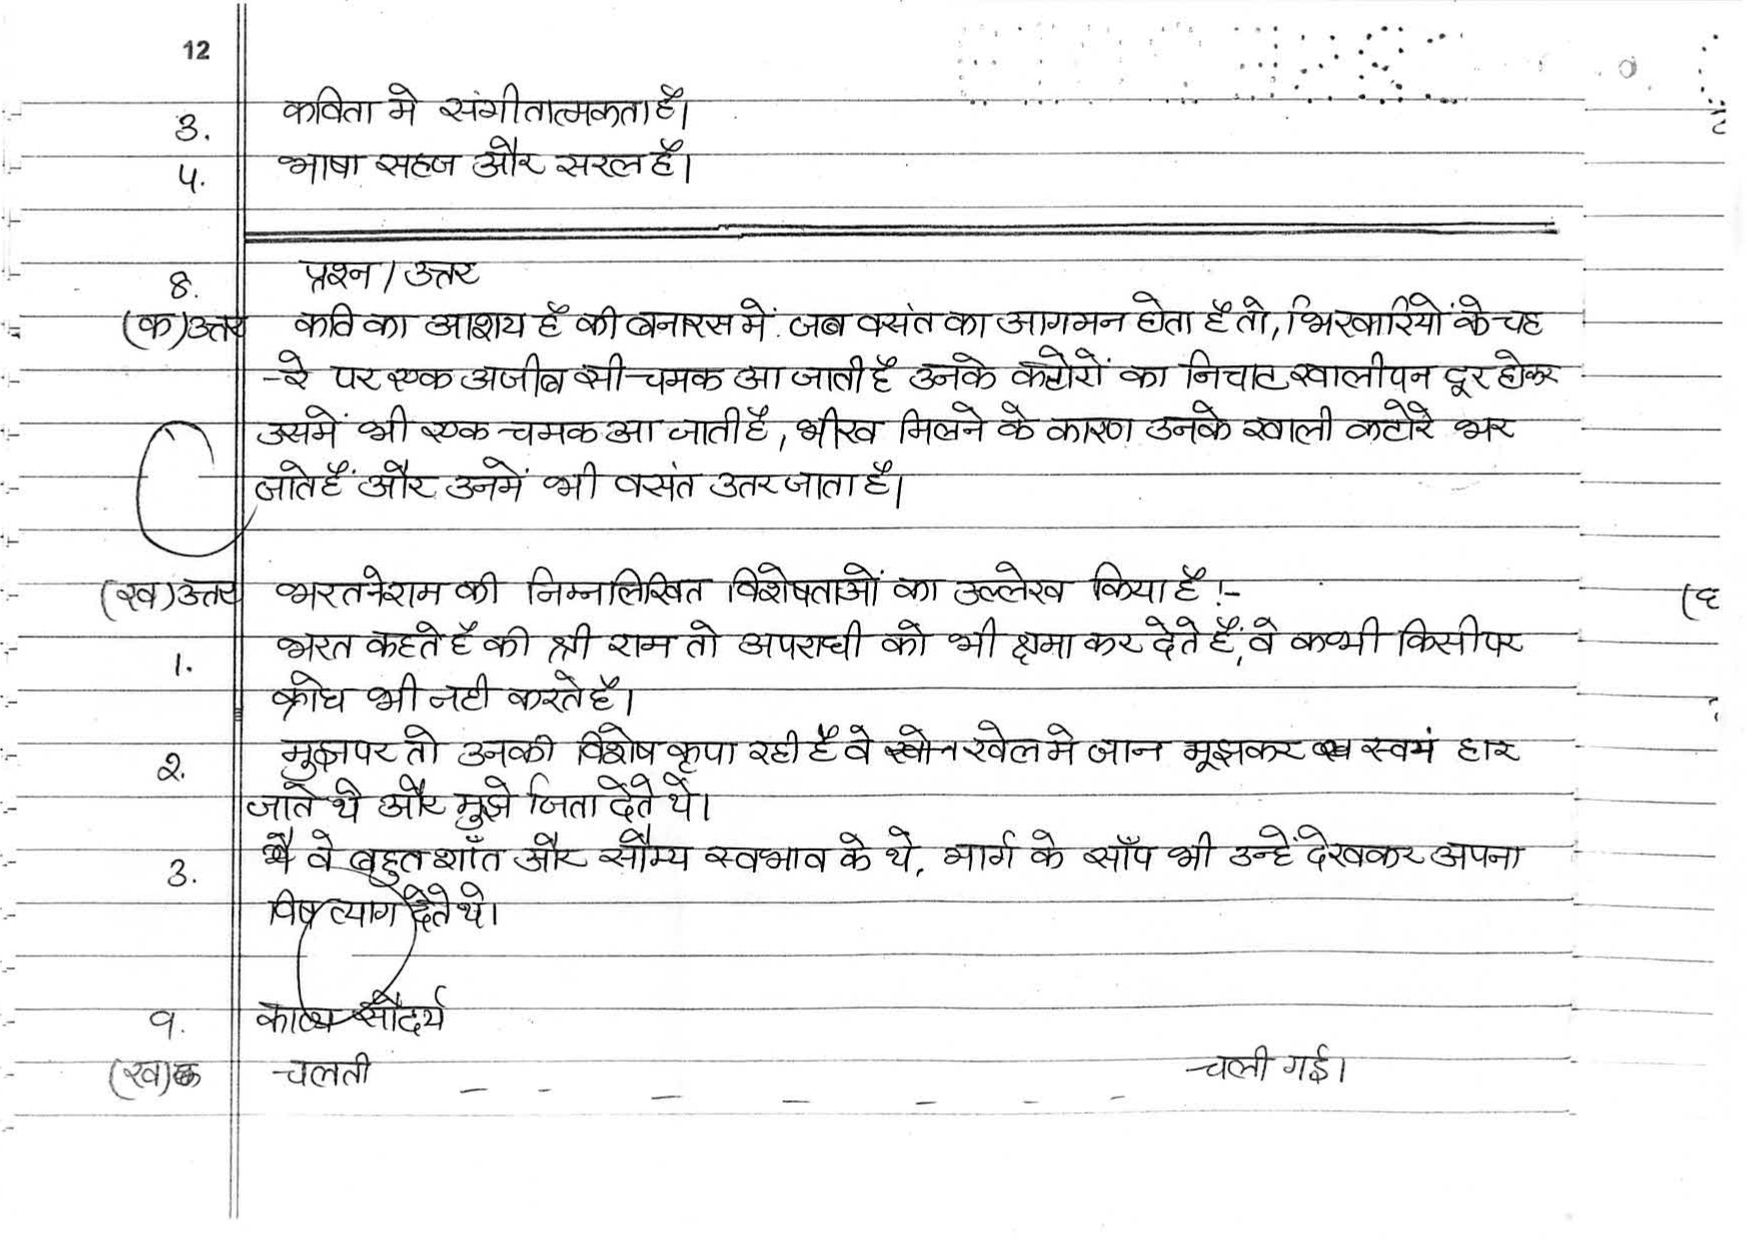 12
3. कविता मे संगीतात्मकता है।
4. भाषा सहज और सरल है।
8. प्रश्न / उत्तर
(क) उत्तर कवि का आशय है की बनारस में जब वसंत का आगमन होता है तो, भिखारियों के चह
-रे पर एक अजीब सी चमक आ जाती है उनके कटोरों का निचाट खालीपन दूर होकर
उसमें भी एक चमक आ जाती है, भीख मिलने के कारण उनके खाली कटोरे भर
जाते हैं और उनमें भी वसंत उतर जाता है।
(ख) उत्तर भरत ने राम की निम्नलिखित विशेषताओं का उल्लेख किया है :-
1. भरत कहते है की श्री राम तो अपराधी को भी क्षमा कर देते हैं, वे कभी किसी पर
क्रोध भी नही करते है।
2. मुझपर तो उनकी विशेष कृपा रही है वे खेल मे जान मूझकर स्वमं हार
जाते थे और मुझे जिता देते थे।
3. वे बहुत शाँत और सौम्य स्वभाव के थे, मार्ग के साँप भी उन्हें देखकर अपना
विष त्याग देते थे।
9. काव्य सौंदर्य
(ख) चलती _ _ _ _ _ _ _ चली गई।